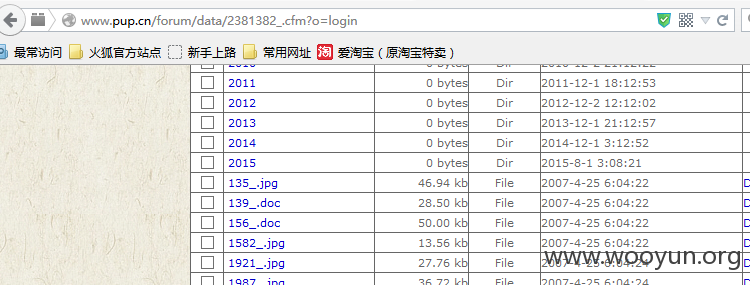 www.pup.cn/forum/data/2381382_.cfm?o=login
最常访问 火狐官方站点 新手上路 常用网址 淘 爱淘宝（原淘宝特卖）
2011 0 bytes Dir 2011-12-1 18:12:53
2012 0 bytes Dir 2012-12-2 12:12:02
2013 0 bytes Dir 2013-12-1 21:12:57
2014 0 bytes Dir 2014-12-1 3:12:52
2015 0 bytes Dir 2015-8-1 3:08:21
135_.jpg 46.94 kb File 2007-4-25 6:04:22 D
139_.doc 28.50 kb File 2007-4-25 6:04:22 D
156_.doc 50.00 kb File 2007-4-25 6:04:22 D
1582_.jpg 13.56 kb File 2007-4-25 6:04:22
1921_.jpg 27.76 kb File 2007-4-25 6:04:24
www.wooyun.org
1987_.jpg 36.72 kb File 2007-4-25 6:04:24 D